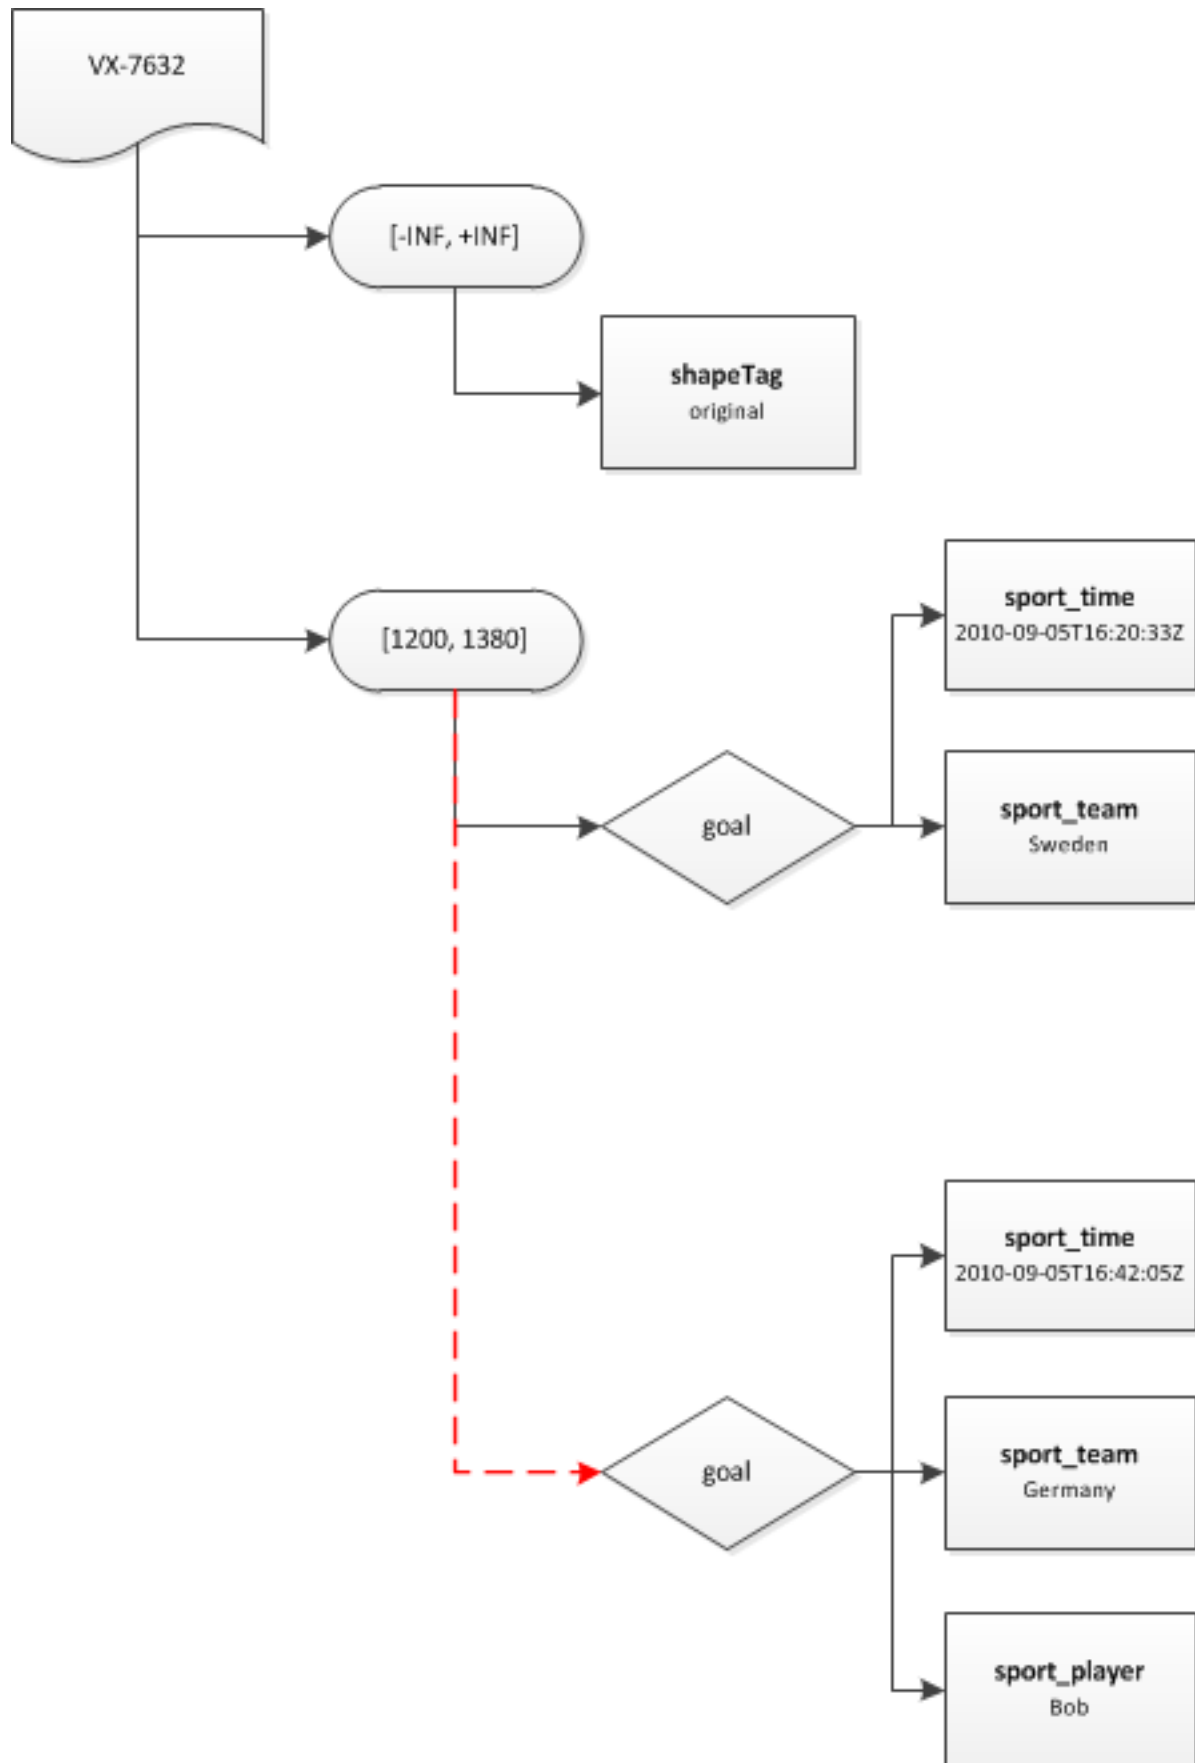 VX-7632
[-INF, +INF]
shapeTag
original
[1200, 1380]
sport_time
2010-09-05T16:20:33Z
goal
sport_team
Sweden
sport_time
2010-09-05T16:42:05Z
goal
sport_team
Germany
sport_player
Bob